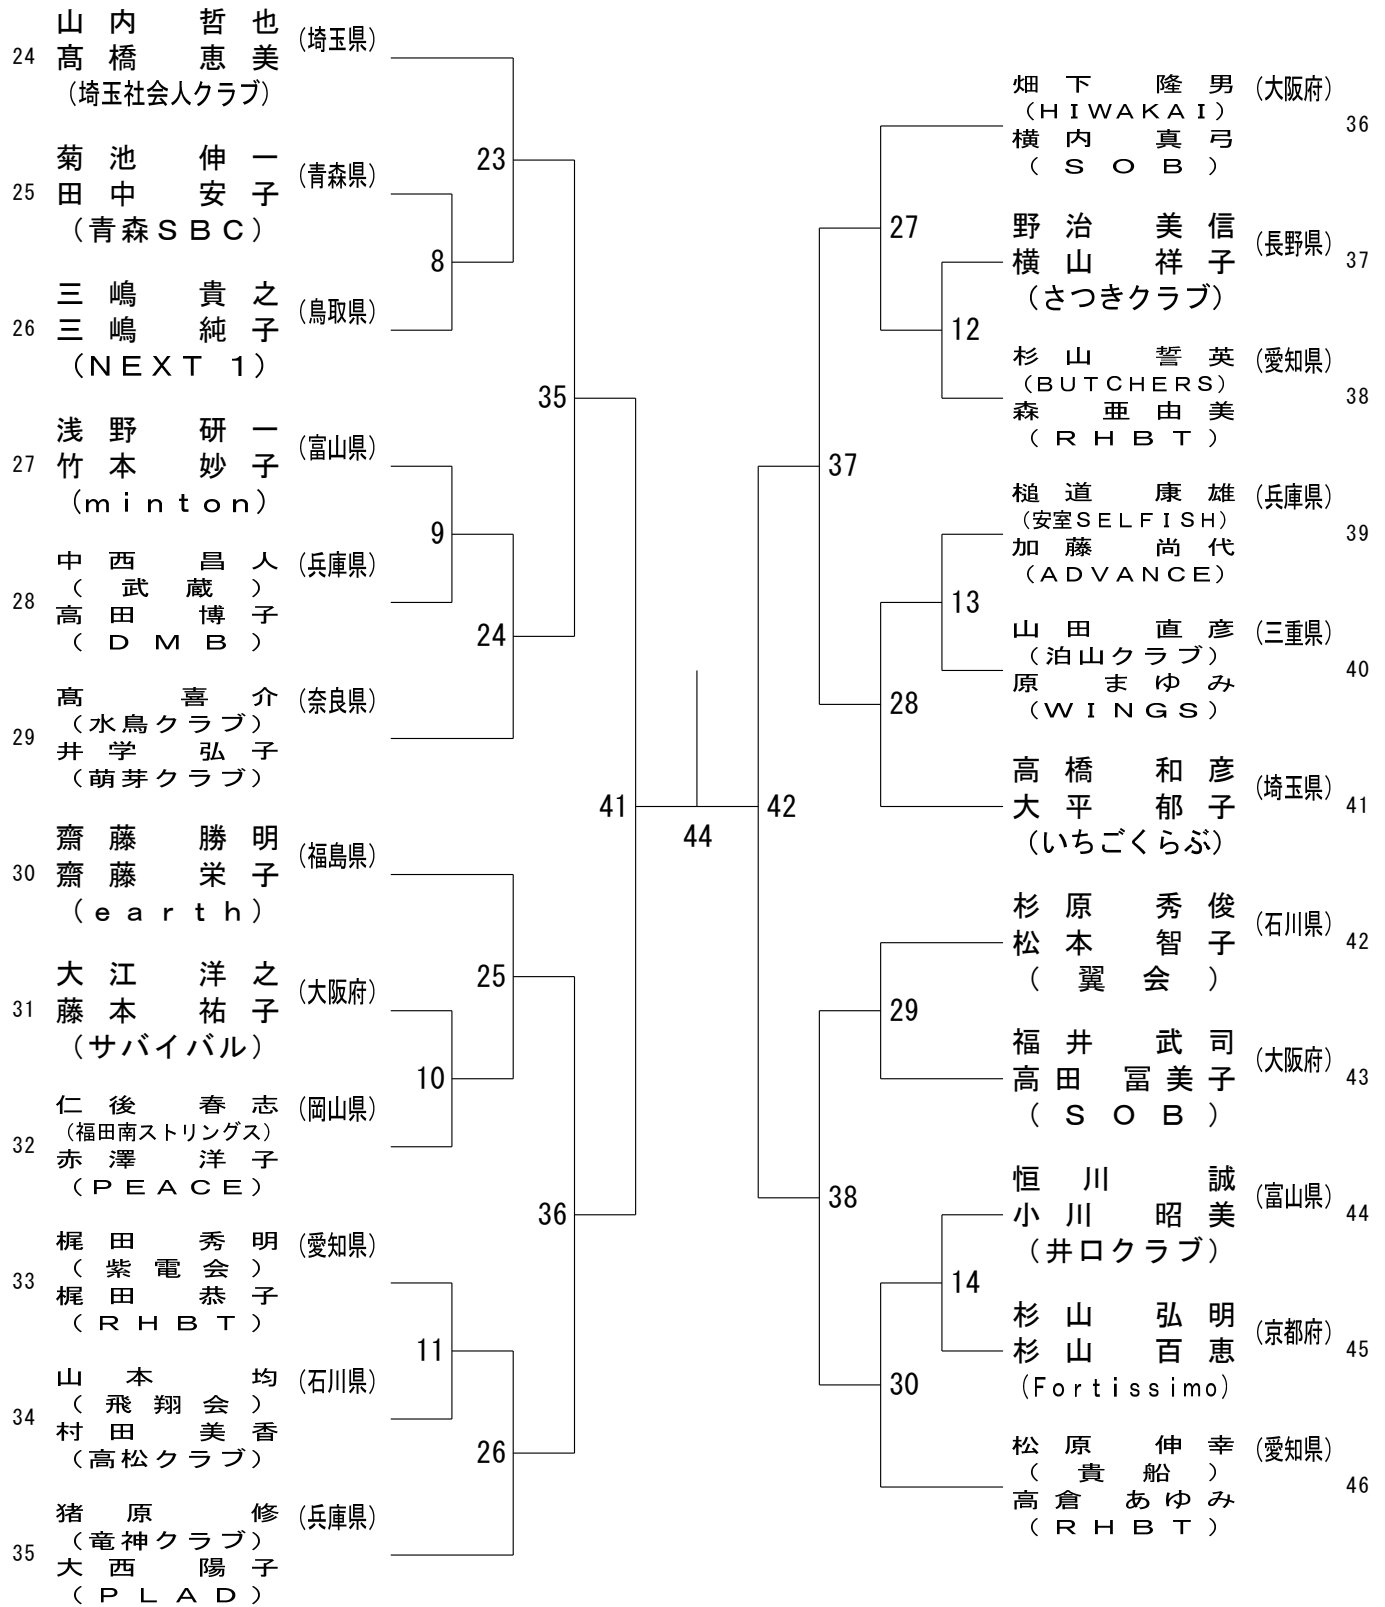 24 山内 哲也 (埼玉県)
髙橋 恵美
(埼玉社会人クラブ)
25 菊池 伸一 (青森県)
田中 安子
(青森SBC)
26 三嶋 貴之 (鳥取県)
三嶋 純子
(NEXT 1)
27 浅野 研一 (富山県)
竹本 妙子
(minton)
28 中西 昌人 (兵庫県)
(武蔵)
高田 博子
(DMB)
29 髙 喜介 (奈良県)
(水鳥クラブ)
井学 弘子
(萌芽クラブ)
30 齋藤 勝明 (福島県)
齋藤 栄子
(earth)
31 大江 洋之 (大阪府)
藤本 祐子
(サバイバル)
32 仁後 春志 (岡山県)
(福田南ストリングス)
赤澤 洋子
(PEACE)
33 梶田 秀明 (愛知県)
(紫電会)
梶田 恭子
(RHBT)
34 山本 均 (石川県)
(飛翔会)
村田 美香
(高松クラブ)
35 猪原 修 (兵庫県)
(竜神クラブ)
大西 陽子
(PLAD)
23
8
35
9
24
41
25
10
36
11
26
44
42
27
12
37
13
28
29
38
14
30
畑下 隆男 (大阪府) 36
(HIWAKAI)
横内 真弓
(SOB)
野治 美信 (長野県) 37
横山 祥子
(さつきクラブ)
杉山 誓英 (愛知県) 38
(BUTCHERS)
森 亜由美
(RHBT)
槌道 康雄 (兵庫県) 39
(安室SELFISH)
加藤 尚代
(ADVANCE)
山田 直彦 (三重県) 40
(泊山クラブ)
原 まゆみ
(WINGS)
高橋 和彦 (埼玉県) 41
大平 郁子
(いちごくらぶ)
杉原 秀俊 (石川県) 42
松本 智子
(翼会)
福井 武司 (大阪府) 43
高田 冨美子
(SOB)
恒川 誠 (富山県) 44
小川 昭美
(井口クラブ)
杉山 弘明 (京都府) 45
杉山 百恵
(Fortissimo)
松原 伸幸 (愛知県) 46
(貴船)
高倉 あゆみ
(RHBT)